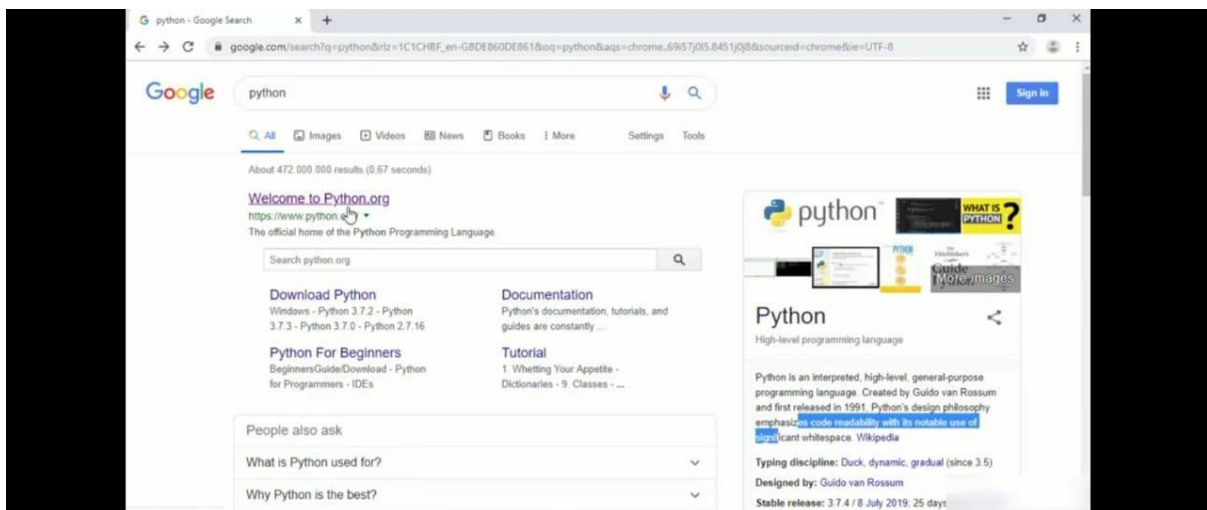 python - Google Search
google.com/search?q=python&rlz=1C1CHBF_en-GBDE860DE861&oq=python&aqs=chrome..69i57j0l5.8451j0j8&sourceid=chrome&ie=UTF-8
Google
python
Sign in
All Images Videos News Books More Settings Tools
About 472.000.000 results (0,67 seconds)
Welcome to Python.org
https://www.python.
The official home of the Python Programming Language.
Search python.org
Download Python
Windows - Python 3.7.2 - Python
3.7.3 - Python 3.7.0 - Python 2.7.16
Documentation
Python's documentation, tutorials, and
guides are constantly ...
Python For Beginners
BeginnersGuide/Download - Python
for Programmers - IDEs
Tutorial
1. Whetting Your Appetite -
Dictionaries - 9. Classes - ...
People also ask
What is Python used for?
Why Python is the best?
python
WHAT IS
PYTHON ?
PYTHON
The
Hitchhiker's
Guide
Python
More images
Python
High-level programming language
Python is an interpreted, high-level, general-purpose
programming language. Created by Guido van Rossum
and first released in 1991, Python's design philosophy
emphasizes code readability with its notable use of
significant whitespace. Wikipedia
Typing discipline: Duck, dynamic, gradual (since 3.5)
Designed by: Guido van Rossum
Stable release: 3.7.4 / 8 July 2019; 25 days